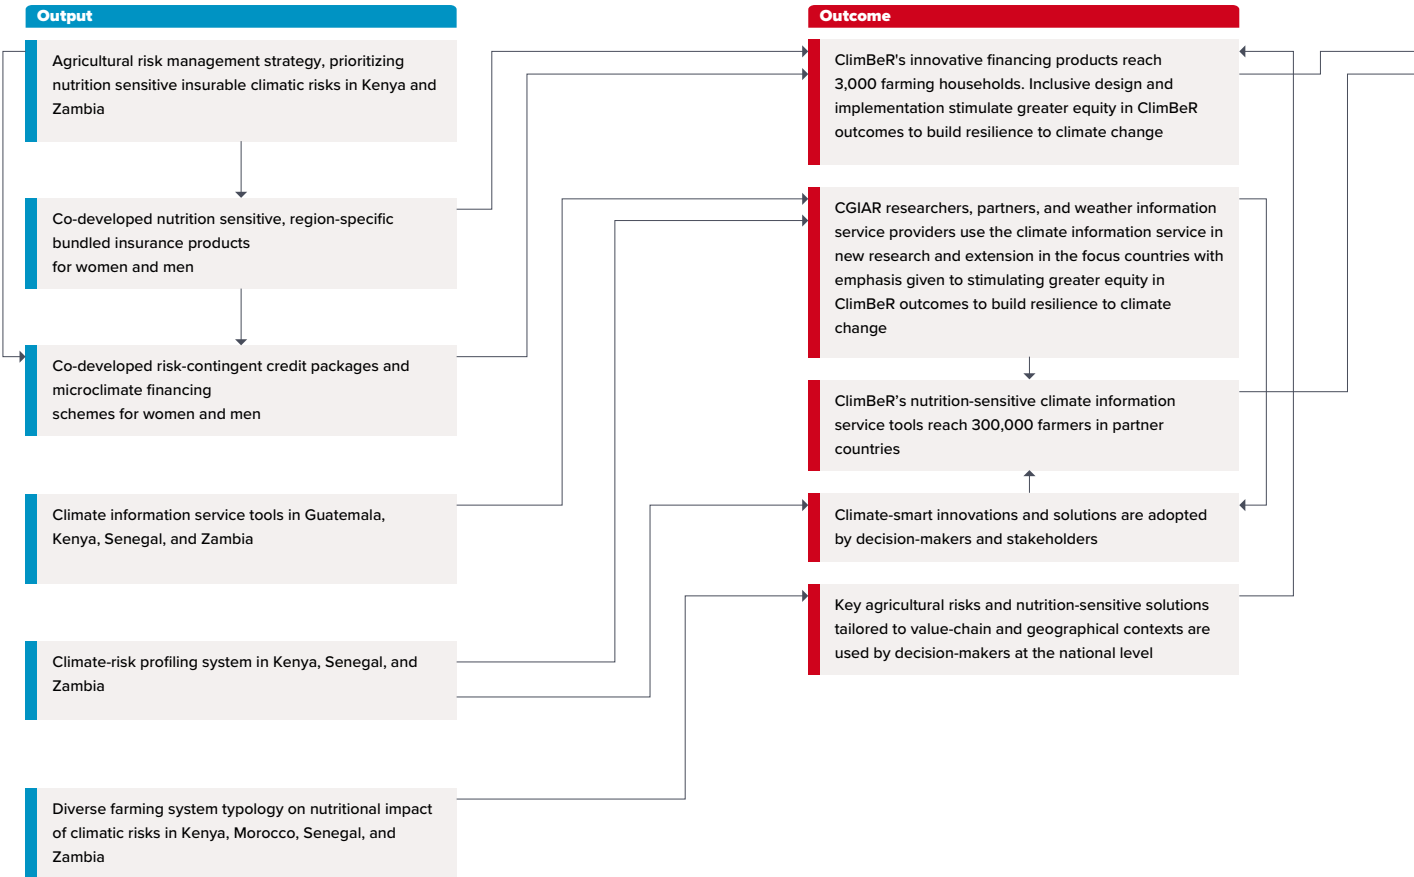 Output
Agricultural risk management strategy, prioritizing
nutrition sensitive insurable climatic risks in Kenya and
Zambia
Co-developed nutrition sensitive, region-specific
bundled insurance products
for women and men
Co-developed risk-contingent credit packages and
microclimate financing
schemes for women and men
Climate information service tools in Guatemala,
Kenya, Senegal, and Zambia
Climate-risk profiling system in Kenya, Senegal, and
Zambia
Diverse farming system typology on nutritional impact
of climatic risks in Kenya, Morocco, Senegal, and
Zambia
Outcome
ClimBeR's innovative financing products reach
3,000 farming households. Inclusive design and
implementation stimulate greater equity in ClimBeR
outcomes to build resilience to climate change
CGIAR researchers, partners, and weather information
service providers use the climate information service in
new research and extension in the focus countries with
emphasis given to stimulating greater equity in
ClimBeR outcomes to build resilience to climate
change
ClimBeR’s nutrition-sensitive climate information
service tools reach 300,000 farmers in partner
countries
Climate-smart innovations and solutions are adopted
by decision-makers and stakeholders
Key agricultural risks and nutrition-sensitive solutions
tailored to value-chain and geographical contexts are
used by decision-makers at the national level